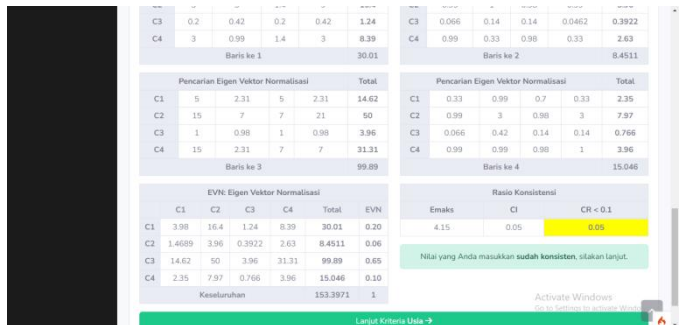 C3 0.2 0.42 0.2 0.42 1.24
C4 3 0.99 1.4 3 8.39
Baris ke 1 30.01
C3 0.066 0.14 0.14 0.0462 0.3922
C4 0.99 0.33 0.98 0.33 2.63
Baris ke 2 8.4511
Pencarian Eigen Vektor Normalisasi Total
C1 5 2.31 5 2.31 14.62
C2 15 7 7 21 50
C3 1 0.98 1 0.98 3.96
C4 15 2.31 7 7 31.31
Baris ke 3 99.89
Pencarian Eigen Vektor Normalisasi Total
C1 0.33 0.99 0.7 0.33 2.35
C2 0.99 3 0.98 3 7.97
C3 0.066 0.42 0.14 0.14 0.766
C4 0.99 0.99 0.98 1 3.96
Baris ke 4 15.046
EVN: Eigen Vektor Normalisasi
C1 C2 C3 C4 Total EVN
C1 3.98 16.4 1.24 8.39 30.01 0.20
C2 1.4689 3.96 0.3922 2.63 8.4511 0.06
C3 14.62 50 3.96 31.31 99.89 0.65
C4 2.35 7.97 0.766 3.96 15.046 0.10
Keseluruhan 153.3971 1
Rasio Konsistensi
Emaks CI CR < 0.1
4.15 0.05 0.05
Nilai yang Anda masukkan sudah konsisten, silakan lanjut.
Activate Windows
Go to Settings to activate Windo
Lanjut Kriteria Usia →